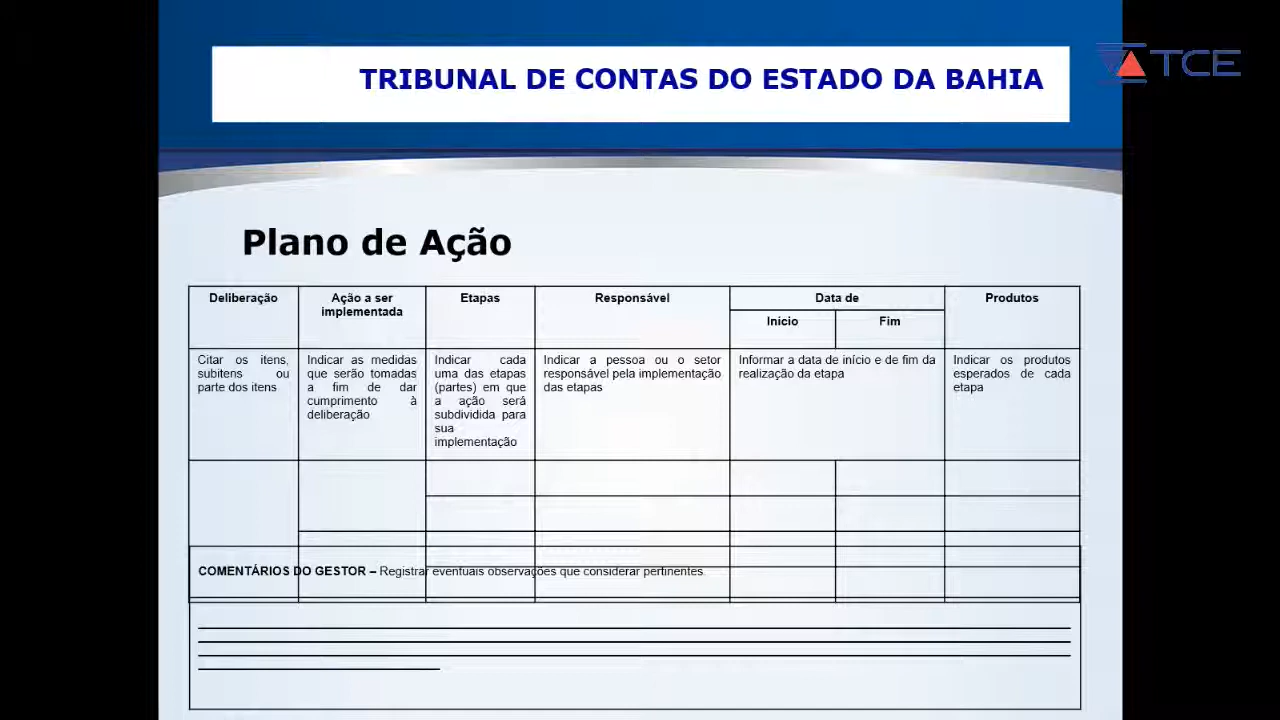 TRIBUNAL DE CONTAS DO ESTADO DA BAHIA
TCE
Plano de Ação
Deliberação
Ação a ser
implementada
Etapas
Responsável
Data de
Início
Fim
Produtos
Citar os itens,
subitens ou
parte dos itens
Indicar as medidas
que serão tomadas
a fim de dar
cumprimento à
deliberação
Indicar cada
uma das etapas
(partes) em que
a ação será
subdividida para
sua
implementação
Indicar a pessoa ou o setor
responsável pela implementação
das etapas
Informar a data de início e de fim da
realização da etapa
Indicar os produtos
esperados de cada
etapa
COMENTÁRIOS DO GESTOR – Registrar eventuais observações que considerar pertinentes.